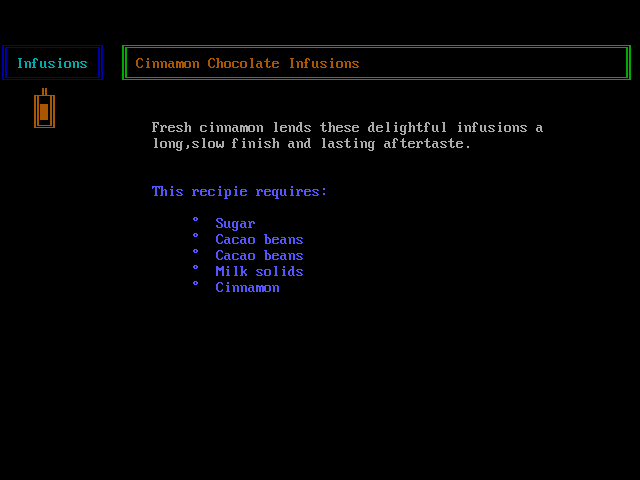 Infusions
Cinnamon Chocolate Infusions
Fresh cinnamon lends these delightful infusions a
long,slow finish and lasting aftertaste.
This recipie requires:
° Sugar
° Cacao beans
° Cacao beans
° Milk solids
° Cinnamon